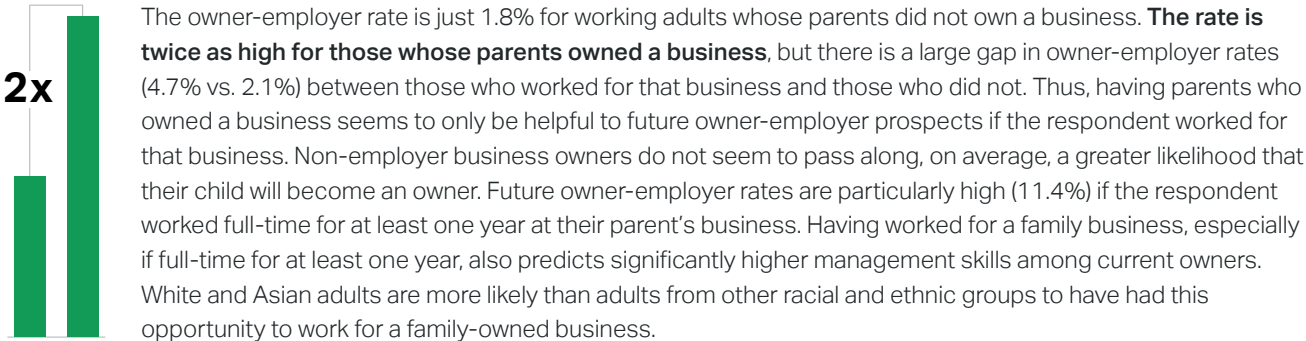 2x
The owner-employer rate is just 1.8% for working adults whose parents did not own a business. The rate is
twice as high for those whose parents owned a business, but there is a large gap in owner-employer rates
(4.7% vs. 2.1%) between those who worked for that business and those who did not. Thus, having parents who
owned a business seems to only be helpful to future owner-employer prospects if the respondent worked for
that business. Non-employer business owners do not seem to pass along, on average, a greater likelihood that
their child will become an owner. Future owner-employer rates are particularly high (11.4%) if the respondent
worked full-time for at least one year at their parent’s business. Having worked for a family business, especially
if full-time for at least one year, also predicts significantly higher management skills among current owners.
White and Asian adults are more likely than adults from other racial and ethnic groups to have had this
opportunity to work for a family-owned business.